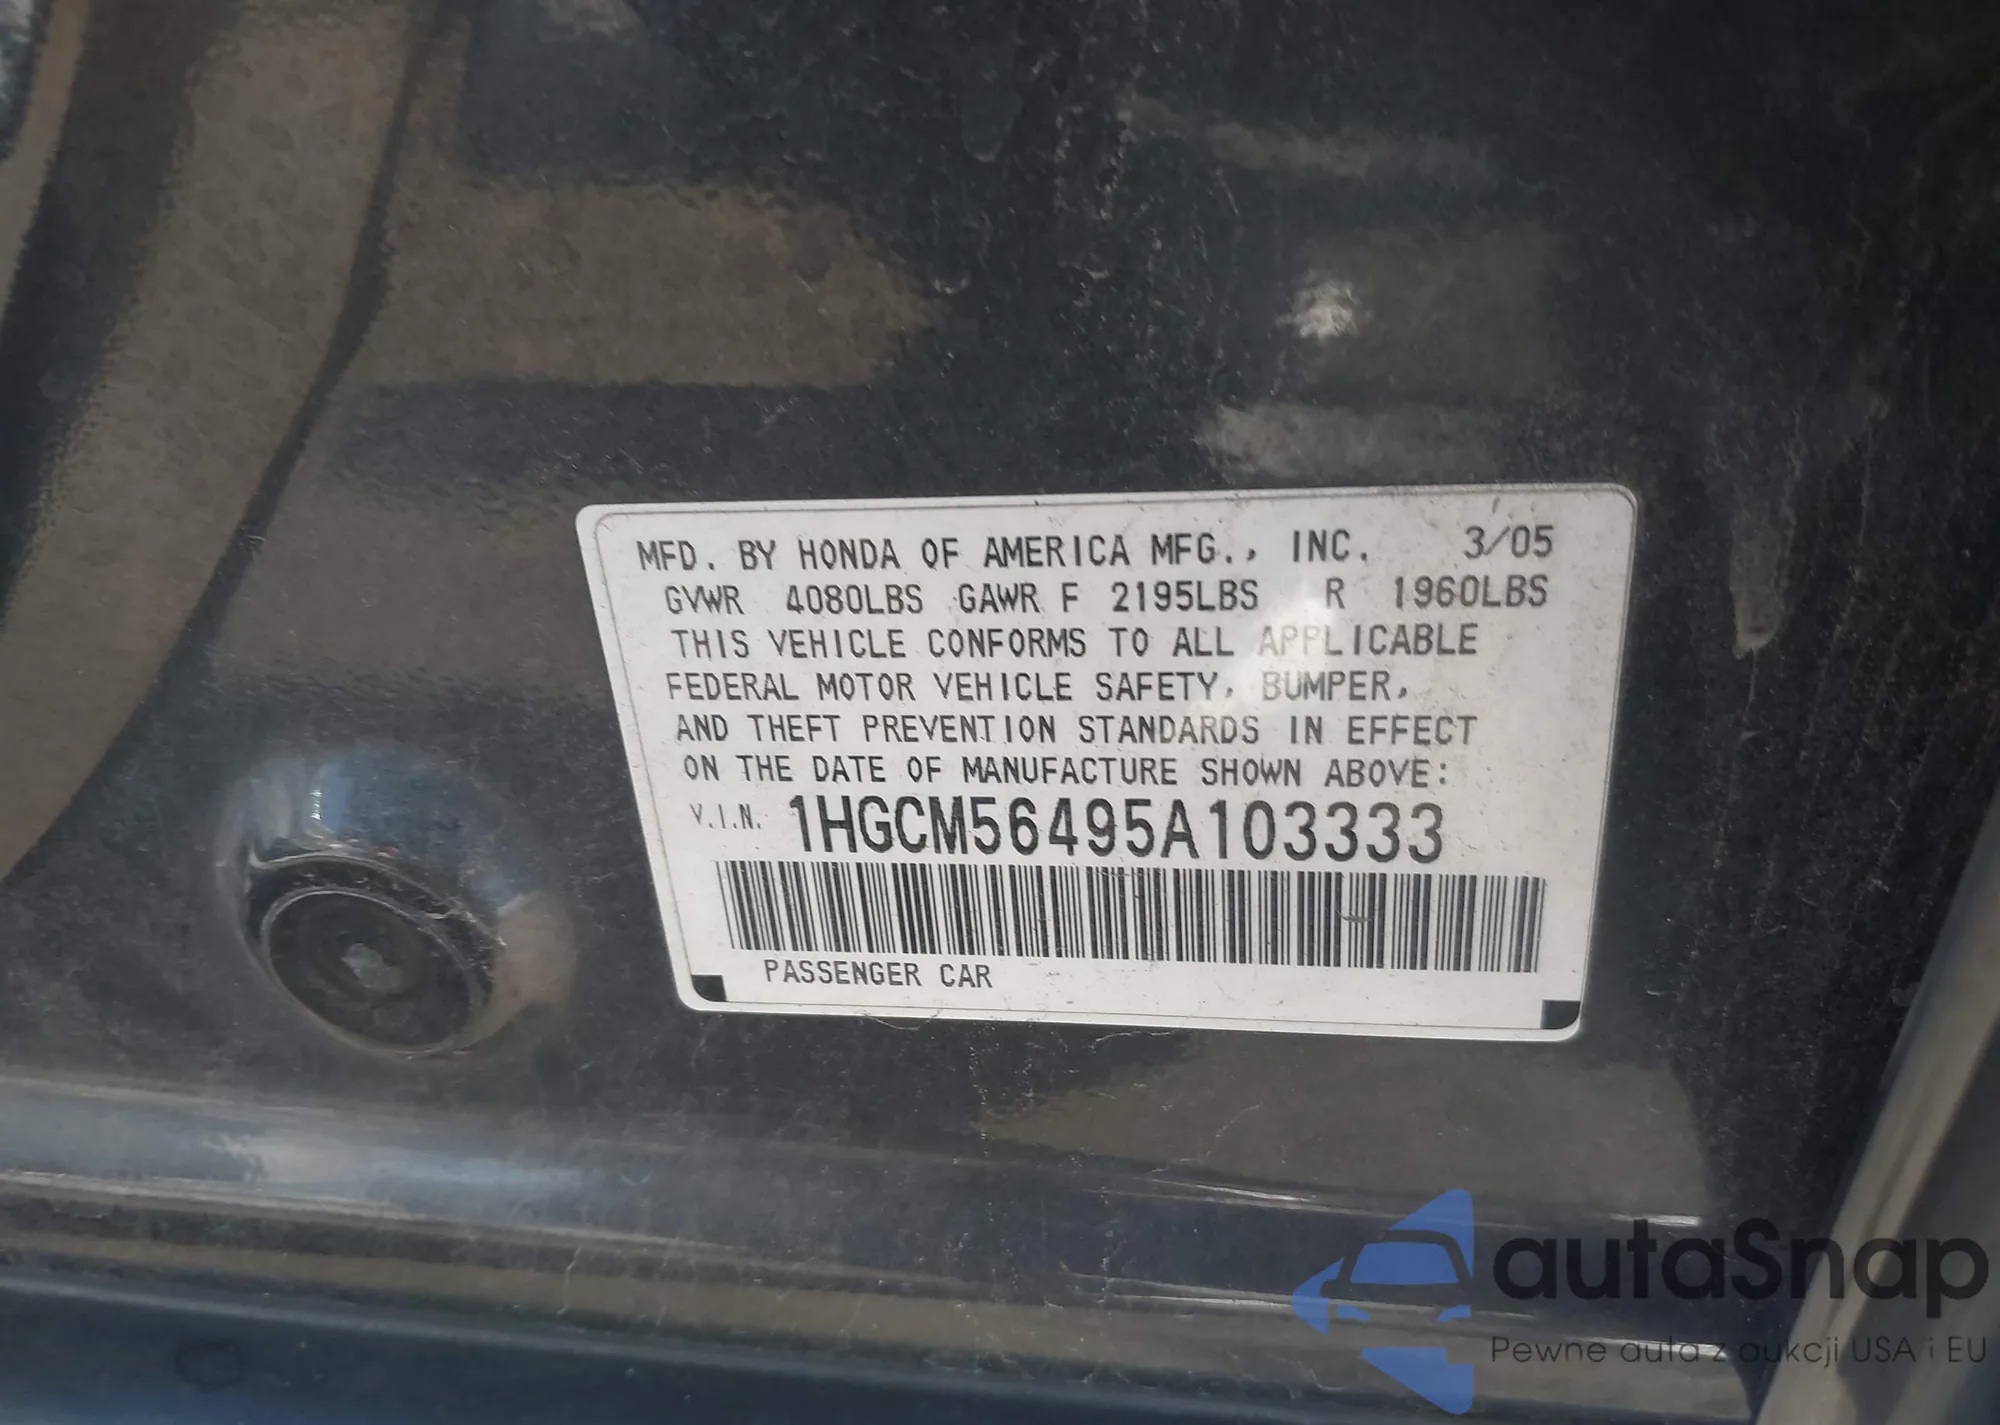 MFD. BY HONDA OF AMERICA MFG., INC. 3/05
GVWR 4080LBS GAWR F 2195LBS R 1960LBS
THIS VEHICLE CONFORMS TO ALL APPLICABLE
FEDERAL MOTOR VEHICLE SAFETY, BUMPER,
AND THEFT PREVENTION STANDARDS IN EFFECT
ON THE DATE OF MANUFACTURE SHOWN ABOVE:
V.I.N. 1HGCM56495A103333
PASSENGER CAR
autaSnap
Pewne auta z aukcji USA i EU